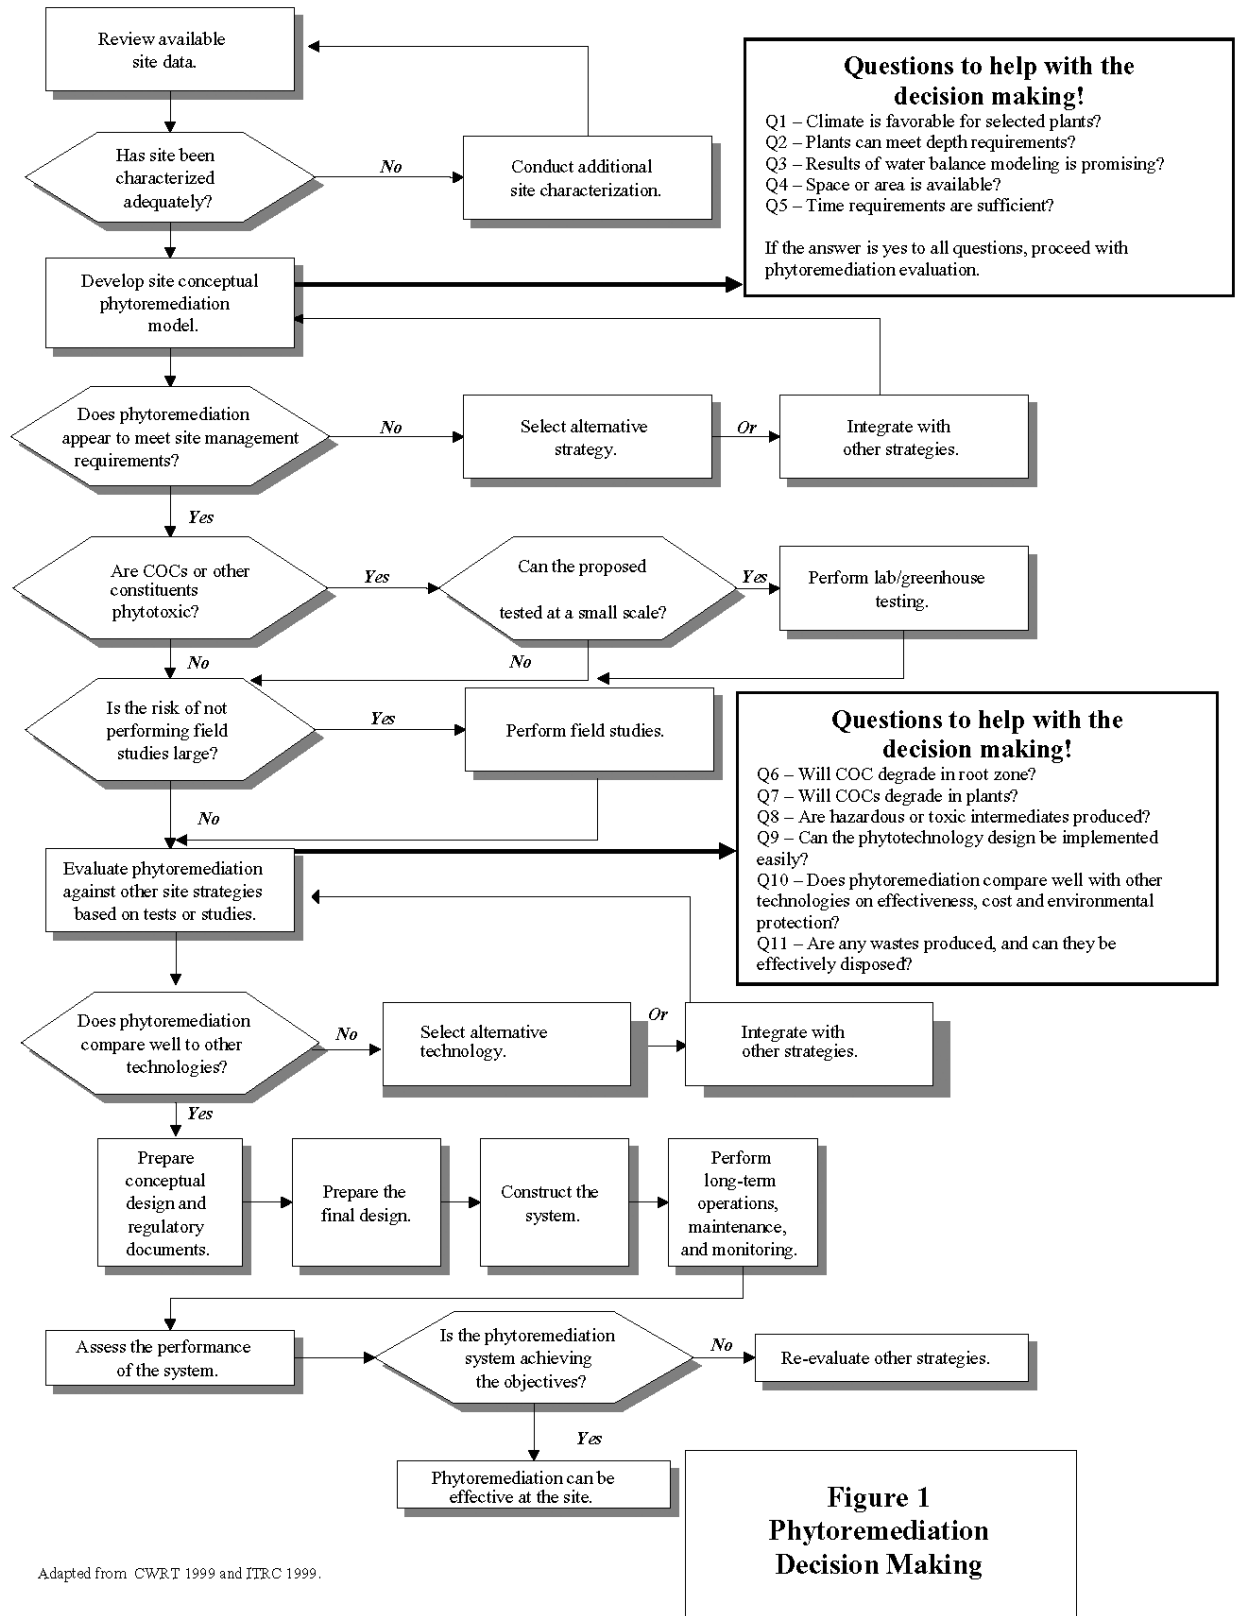 Review available
site data.
Has site been
characterized
adequately?
No
Conduct additional
site characterization.
Questions to help with the
decision making!
Q1 – Climate is favorable for selected plants?
Q2 – Plants can meet depth requirements?
Q3 – Results of water balance modeling is promising?
Q4 – Space or area is available?
Q5 – Time requirements are sufficient?
If the answer is yes to all questions, proceed with
phytoremediation evaluation.
Develop site conceptual
phytoremediation
model.
Does phytoremediation
appear to meet site management
requirements?
No
Select alternative
strategy.
Or
Integrate with
other strategies.
Yes
Are COCs or other
constituents
phytotoxic?
Yes
Can the proposed
tested at a small scale?
Yes
Perform lab/greenhouse
testing.
No
No
Is the risk of not
performing field
studies large?
Yes
Perform field studies.
No
Questions to help with the
decision making!
Q6 – Will COC degrade in root zone?
Q7 – Will COCs degrade in plants?
Q8 – Are hazardous or toxic intermediates produced?
Q9 – Can the phytotechnology design be implemented
easily?
Q10 – Does phytoremediation compare well with other
technologies on effectiveness, cost and environmental
protection?
Q11 – Are any wastes produced, and can they be
effectively disposed?
Evaluate phytoremediation
against other site strategies
based on tests or studies.
Does phytoremediation
compare well to other
technologies?
No
Select alternative
technology.
Or
Integrate with
other strategies.
Yes
Prepare
conceptual
design and
regulatory
documents.
Prepare the
final design.
Construct the
system.
Perform
long-term
operations,
maintenance,
and monitoring.
Assess the performance
of the system.
Is the phytoremediation
system achieving
the objectives?
No
Re-evaluate other strategies.
Yes
Phytoremediation can be
effective at the site.
Figure 1
Phytoremediation
Decision Making
Adapted from CWRT 1999 and ITRC 1999.